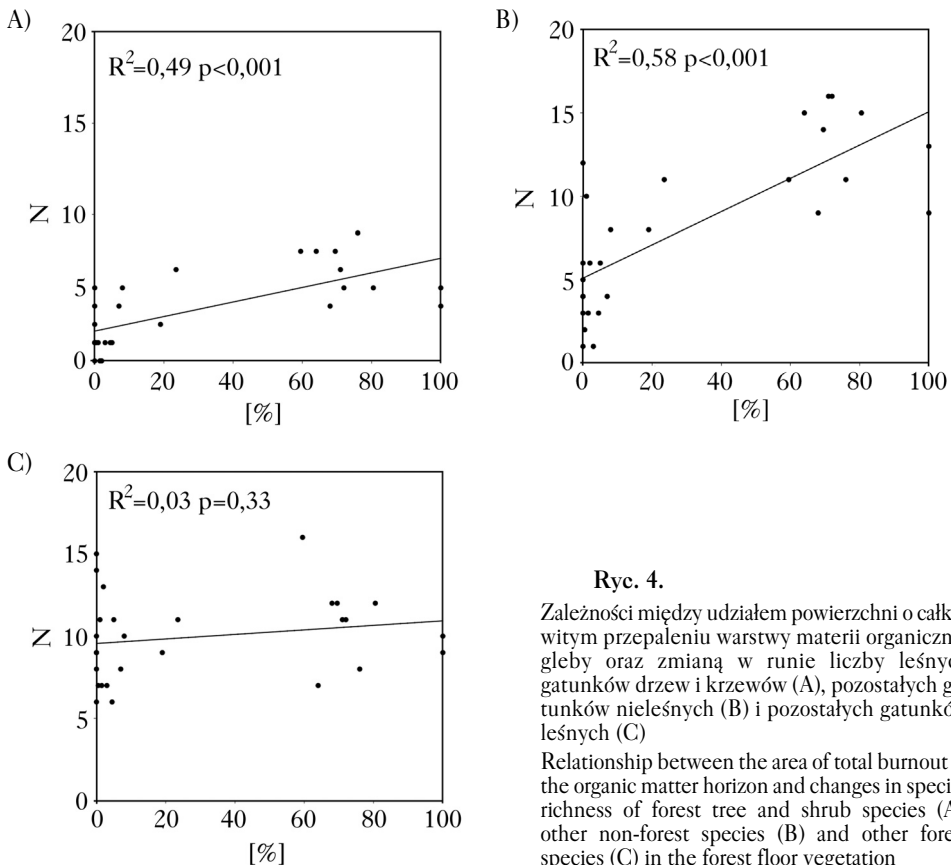 A)
20
15
10
5
0
N
R²=0,49 p<0,001
0 20 40 60 80 100
[%]
B)
20
15
10
5
0
N
R²=0,58 p<0,001
0 20 40 60 80 100
[%]
C)
20
15
10
5
0
N
R²=0,03 p=0,33
0 20 40 60 80 100
[%]
Ryc. 4.
Zależności między udziałem powierzchni o całk
witym przepaleniu warstwy materii organiczn
gleby oraz zmianą w runie liczby leśny
gatunków drzew i krzewów (A), pozostałych g
tunków nieleśnych (B) i pozostałych gatunkó
leśnych (C)
Relationship between the area of total burnout
the organic matter horizon and changes in speci
richness of forest tree and shrub species (A
other non-forest species (B) and other fore
species (C) in the forest floor vegetation